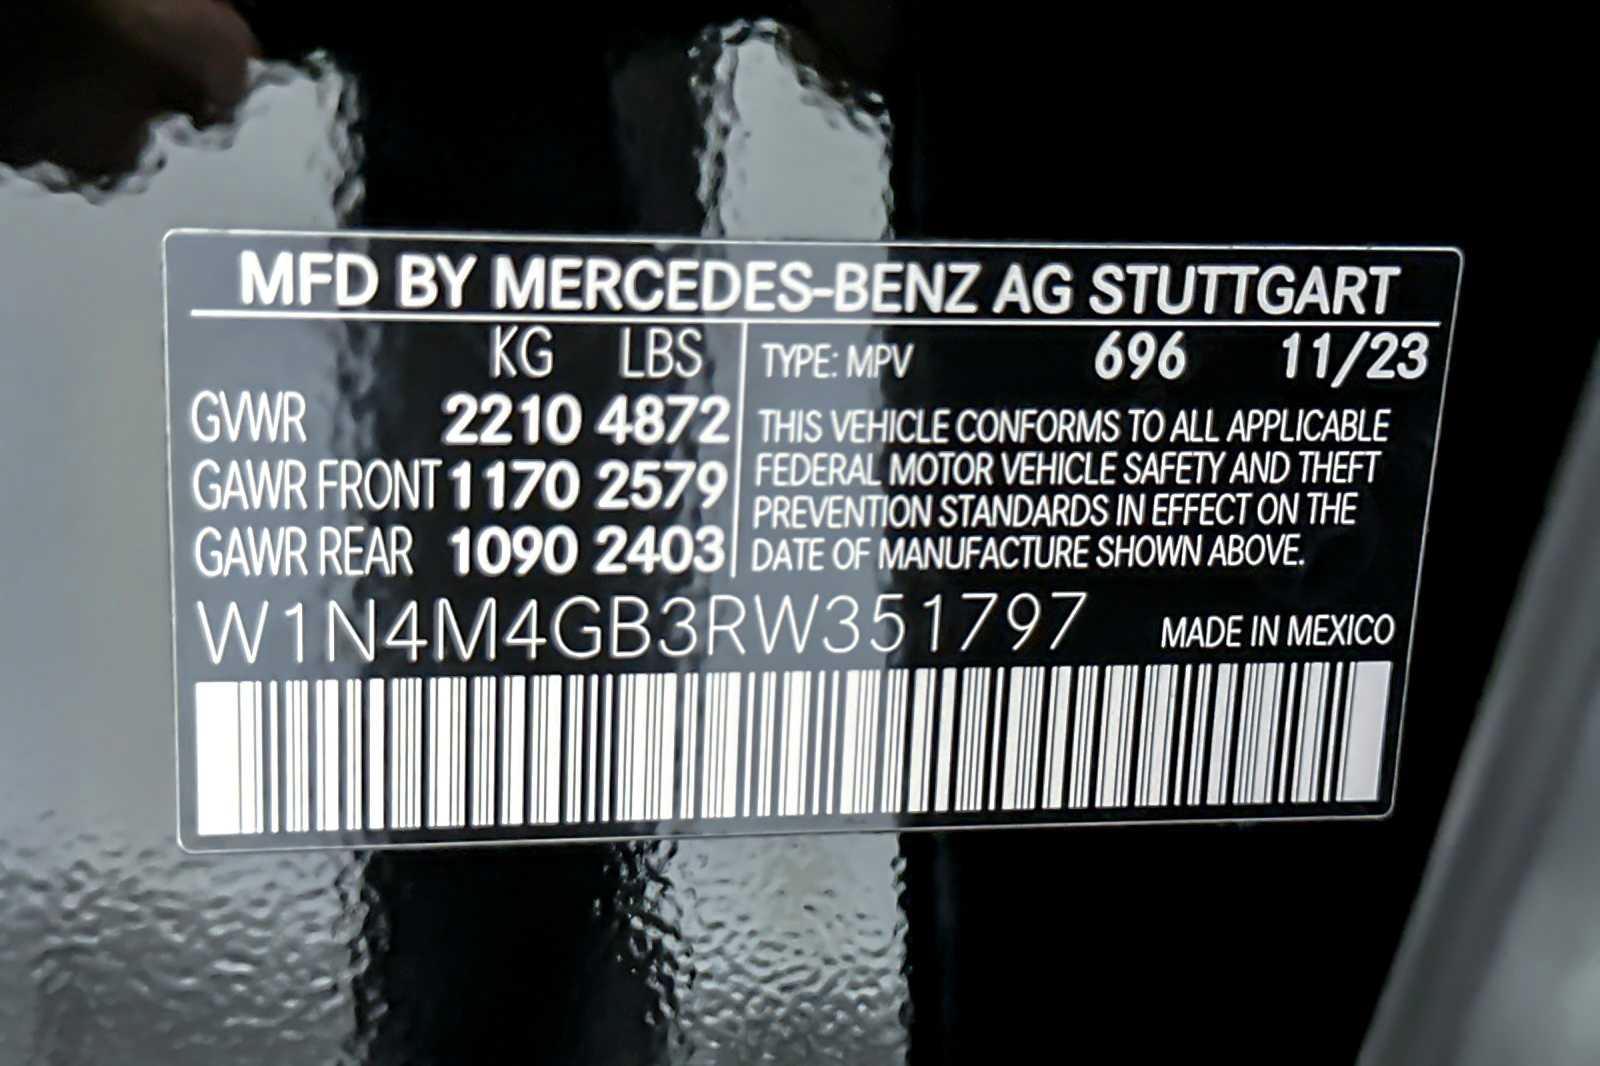 MFD BY MERCEDES-BENZ AG STUTTGART
KG LBS
GVWR 2210 4872
GAWR FRONT 1170 2579
GAWR REAR 1090 2403
TYPE: MPV 696 11/23
THIS VEHICLE CONFORMS TO ALL APPLICABLE
FEDERAL MOTOR VEHICLE SAFETY AND THEFT
PREVENTION STANDARDS IN EFFECT ON THE
DATE OF MANUFACTURE SHOWN ABOVE.
W1N4M4GB3RW351797
MADE IN MEXICO